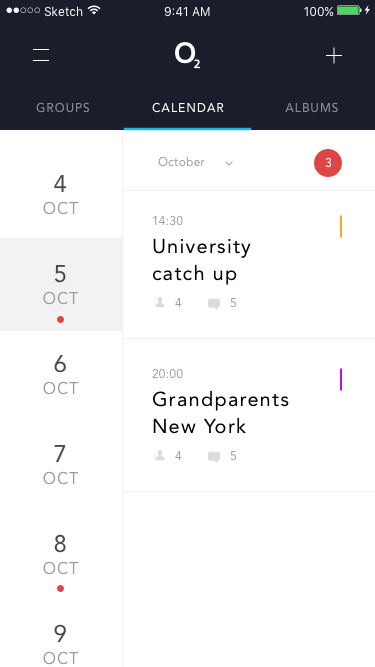 Sketch 9:41 AM 100%
O2
GROUPS CALENDAR ALBUMS
October 3
4
OCT
5
OCT
6
OCT
7
OCT
8
OCT
9
OCT
14:30
University
catch up
4 5
20:00
Grandparents
New York
4 5